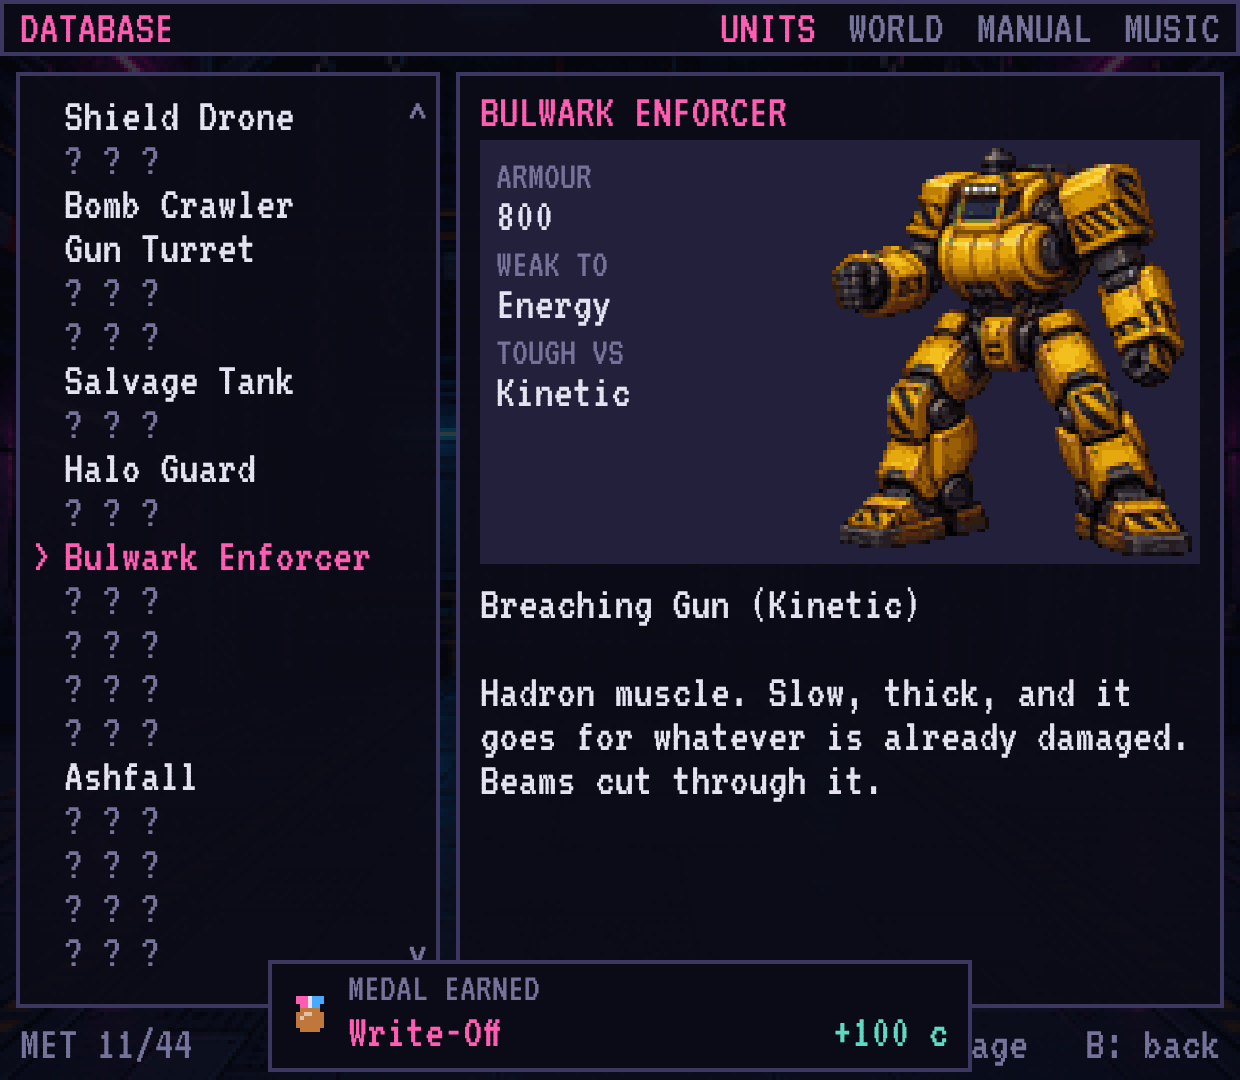 DATABASE
UNITS WORLD MANUAL MUSIC
Shield Drone
? ? ?
Bomb Crawler
Gun Turret
? ? ?
? ? ?
Salvage Tank
? ? ?
Halo Guard
? ? ?
> Bulwark Enforcer
? ? ?
? ? ?
? ? ?
? ? ?
Ashfall
? ? ?
? ? ?
? ? ?
? ? ?
BULWARK ENFORCER
ARMOUR
800
WEAK TO
Energy
TOUGH VS
Kinetic
Breaching Gun (Kinetic)
Hadron muscle. Slow, thick, and it
goes for whatever is already damaged.
Beams cut through it.
MEDAL EARNED
Write-Off +100 c
MET 11/44
age B: back